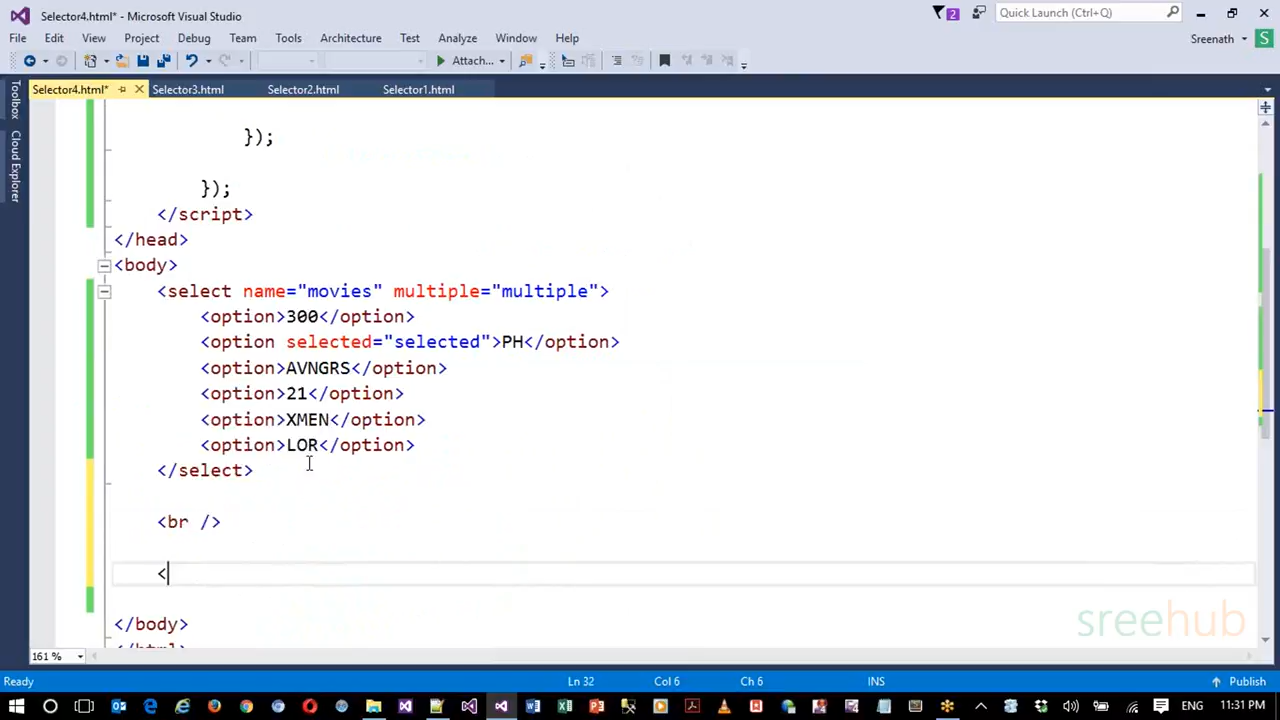 Selector4.html* - Microsoft Visual Studio
2
Quick Launch (Ctrl+Q)
File Edit View Project Debug Team Tools Architecture Test Analyze Window Help
Sreenath
S
Attach...
Toolbox
Cloud Explorer
Selector4.html* Selector3.html Selector2.html Selector1.html
});
});
</script>
</head>
<body>
<select name="movies" multiple="multiple">
<option>300</option>
<option selected="selected">PH</option>
<option>AVNGRS</option>
<option>21</option>
<option>XMEN</option>
<option>LOR</option>
</select>
<br />
<
</body>
sreehub
161 %
Ready Ln 32 Col 6 Ch 6 INS Publish
ENG 11:31 PM